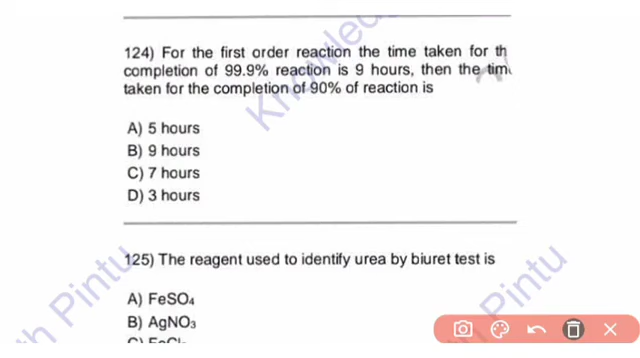 124) For the first order reaction the time taken for th
completion of 99.9% reaction is 9 hours, then the tim
taken for the completion of 90% of reaction is
A) 5 hours
B) 9 hours
C) 7 hours
D) 3 hours
125) The reagent used to identify urea by biuret test is
A) FeSO₄
B) AgNO₃
Pintu
Pintu